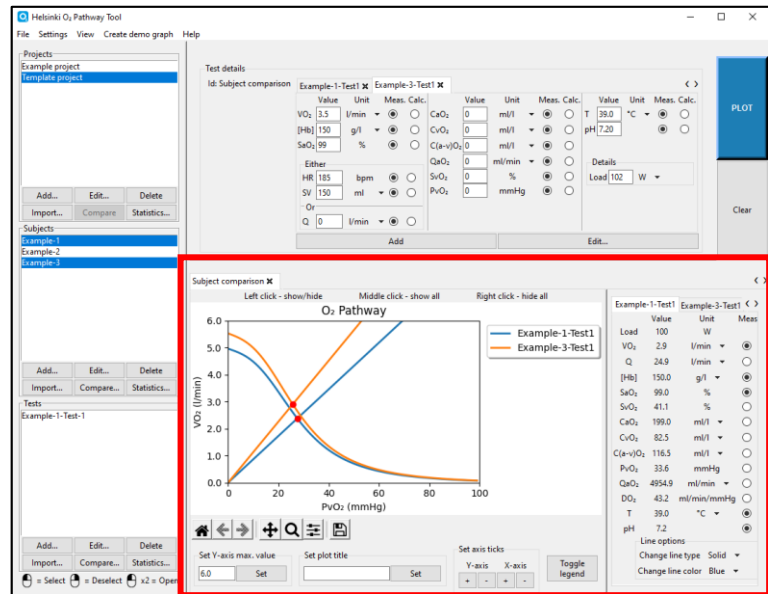 Helsinki O₂ Pathway Tool
File Settings View Create demo graph Help
Projects
Example project
Template project
Add... Edit... Delete
Import... Compare Statistics...
Subjects
Example-1
Example-2
Example-3
Add... Edit... Delete
Import... Compare... Statistics...
Tests
Example-1-Test-1
Add... Edit... Delete
Import... Compare... Statistics...
= Select = Deselect x2 = Open
Test details
Id: Subject comparison Example-1-Test1 Example-3-Test1
Value Unit Meas. Calc. Value Unit Meas. Calc. Value Unit Meas. Calc.
VO₂ 3.5 l/min CaO₂ 0 ml/l T 39.0 °C
[Hb] 150 g/l CvO₂ 0 ml/l pH 7.20
SaO₂ 99 % C(a-v)O₂ 0 ml/l
Either QaO₂ 0 ml/min Details
HR 185 bpm SvO₂ 0 % Load 102 W
SV 150 ml PvO₂ 0 mmHg
Or
Q 0 l/min
Add Edit...
PLOT
Clear
Subject comparison
Left click - show/hide Middle click - show all Right click - hide all
O₂ Pathway
VO₂ (l/min)
6.0
5.0
4.0
3.0
2.0
1.0
0.0
0 20 40 60 80 100
PvO₂ (mmHg)
Example-1-Test1
Example-3-Test1
Set Y-axis max. value Set plot title Set axis ticks
Y-axis X-axis
6.0 Set Set + - + -
Toggle
legend
Example-1-Test1 Example-3-Test1
Value Unit Meas
Load 100 W
VO₂ 2.9 l/min
Q 24.9 l/min
[Hb] 150.0 g/l
SaO₂ 99.0 %
SvO₂ 41.1 %
CaO₂ 199.0 ml/l
CvO₂ 82.5 ml/l
C(a-v)O₂ 116.5 ml/l
PvO₂ 33.6 mmHg
QaO₂ 4954.9 ml/min
DO₂ 43.2 ml/min/mmHg
T 39.0 °C
pH 7.2
Line options
Change line type Solid
Change line color Blue